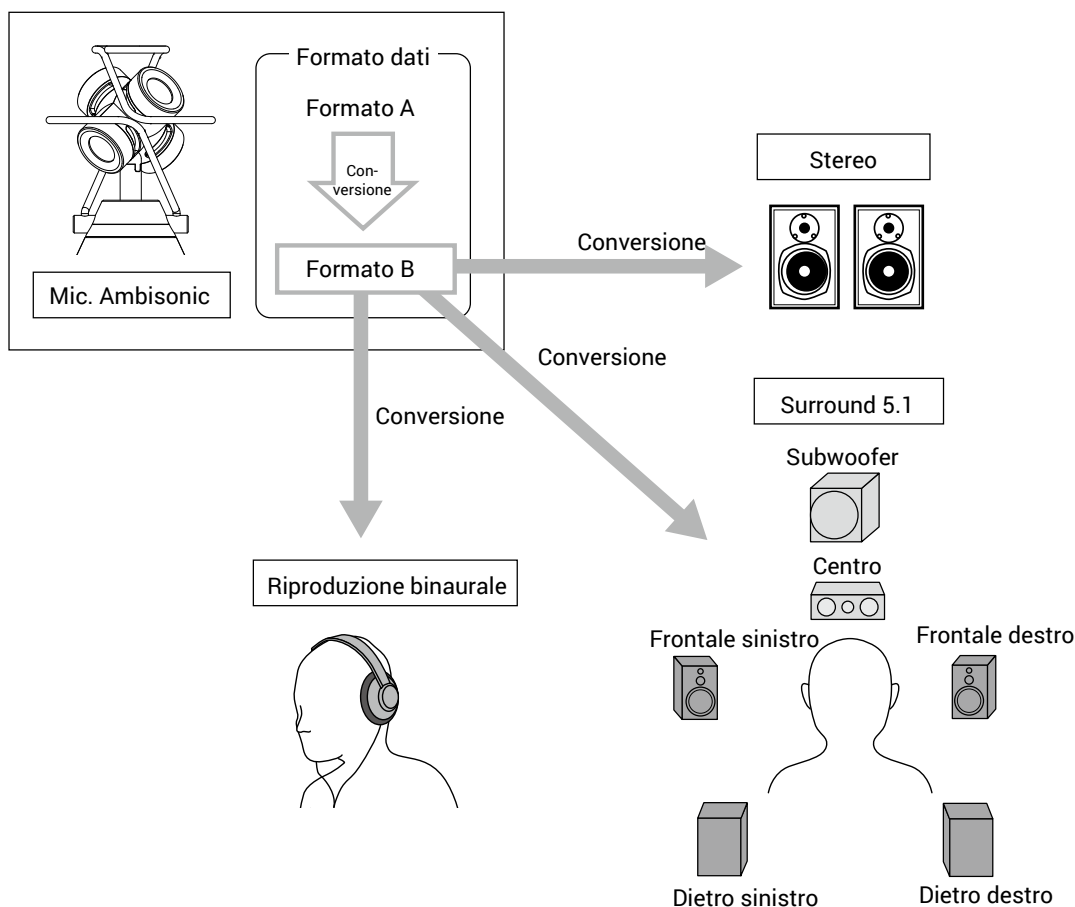 Formato dati
Formato A
Con-
versione
Formato B
Mic. Ambisonic
Conversione
Stereo
Conversione
Conversione
Surround 5.1
Subwoofer
Centro
Frontale sinistro
Frontale destro
Dietro sinistro
Dietro destro
Riproduzione binaurale